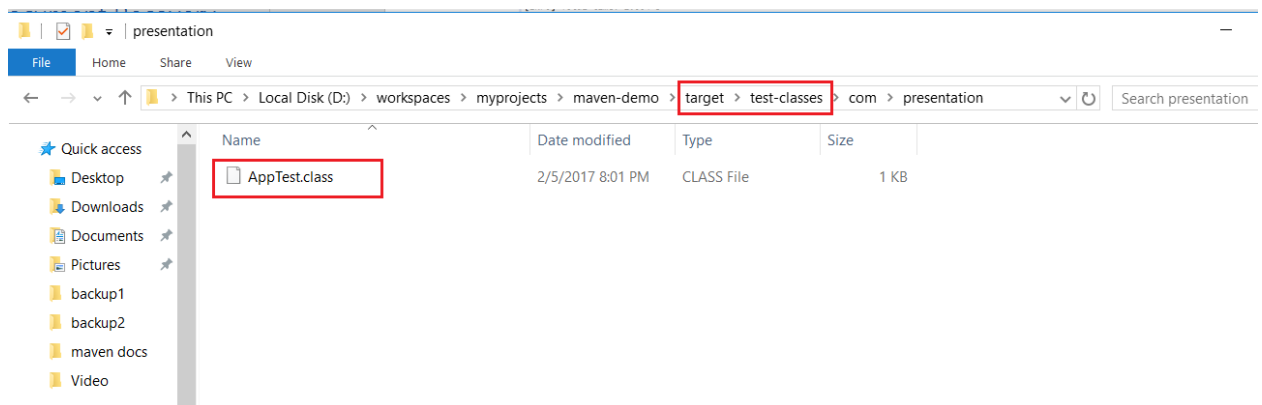 presentation
File Home Share View
This PC > Local Disk (D:) > workspaces > myprojects > maven-demo > target > test-classes > com > presentation
Search presentation
Name Date modified Type Size
Quick access
Desktop
Downloads
Documents
Pictures
backup1
backup2
maven docs
Video
AppTest.class 2/5/2017 8:01 PM CLASS File 1 KB